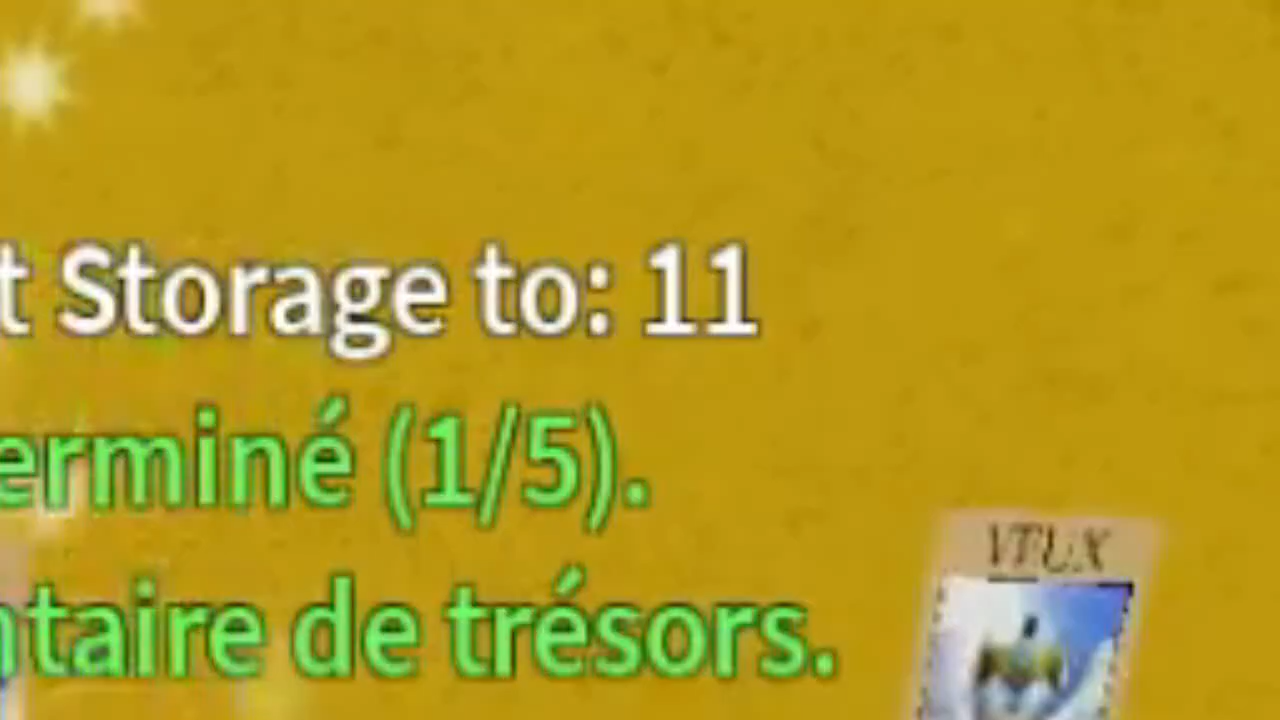 t Storage to: 11
erminé (1/5).
ntaire de trésors.